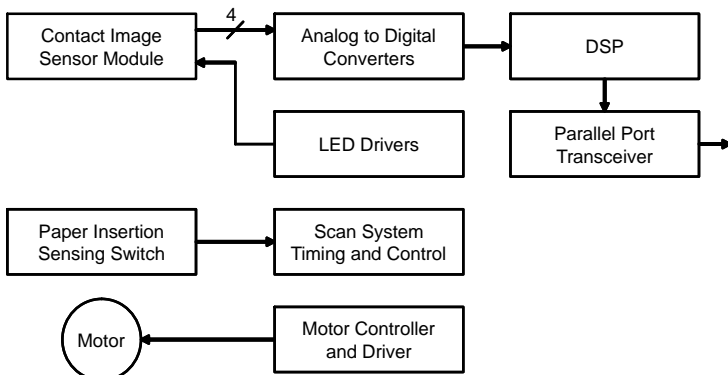 4
Contact Image
Sensor Module
Analog to Digital
Converters
DSP
LED Drivers
Parallel Port
Transceiver
Paper Insertion
Sensing Switch
Scan System
Timing and Control
Motor
Motor Controller
and Driver